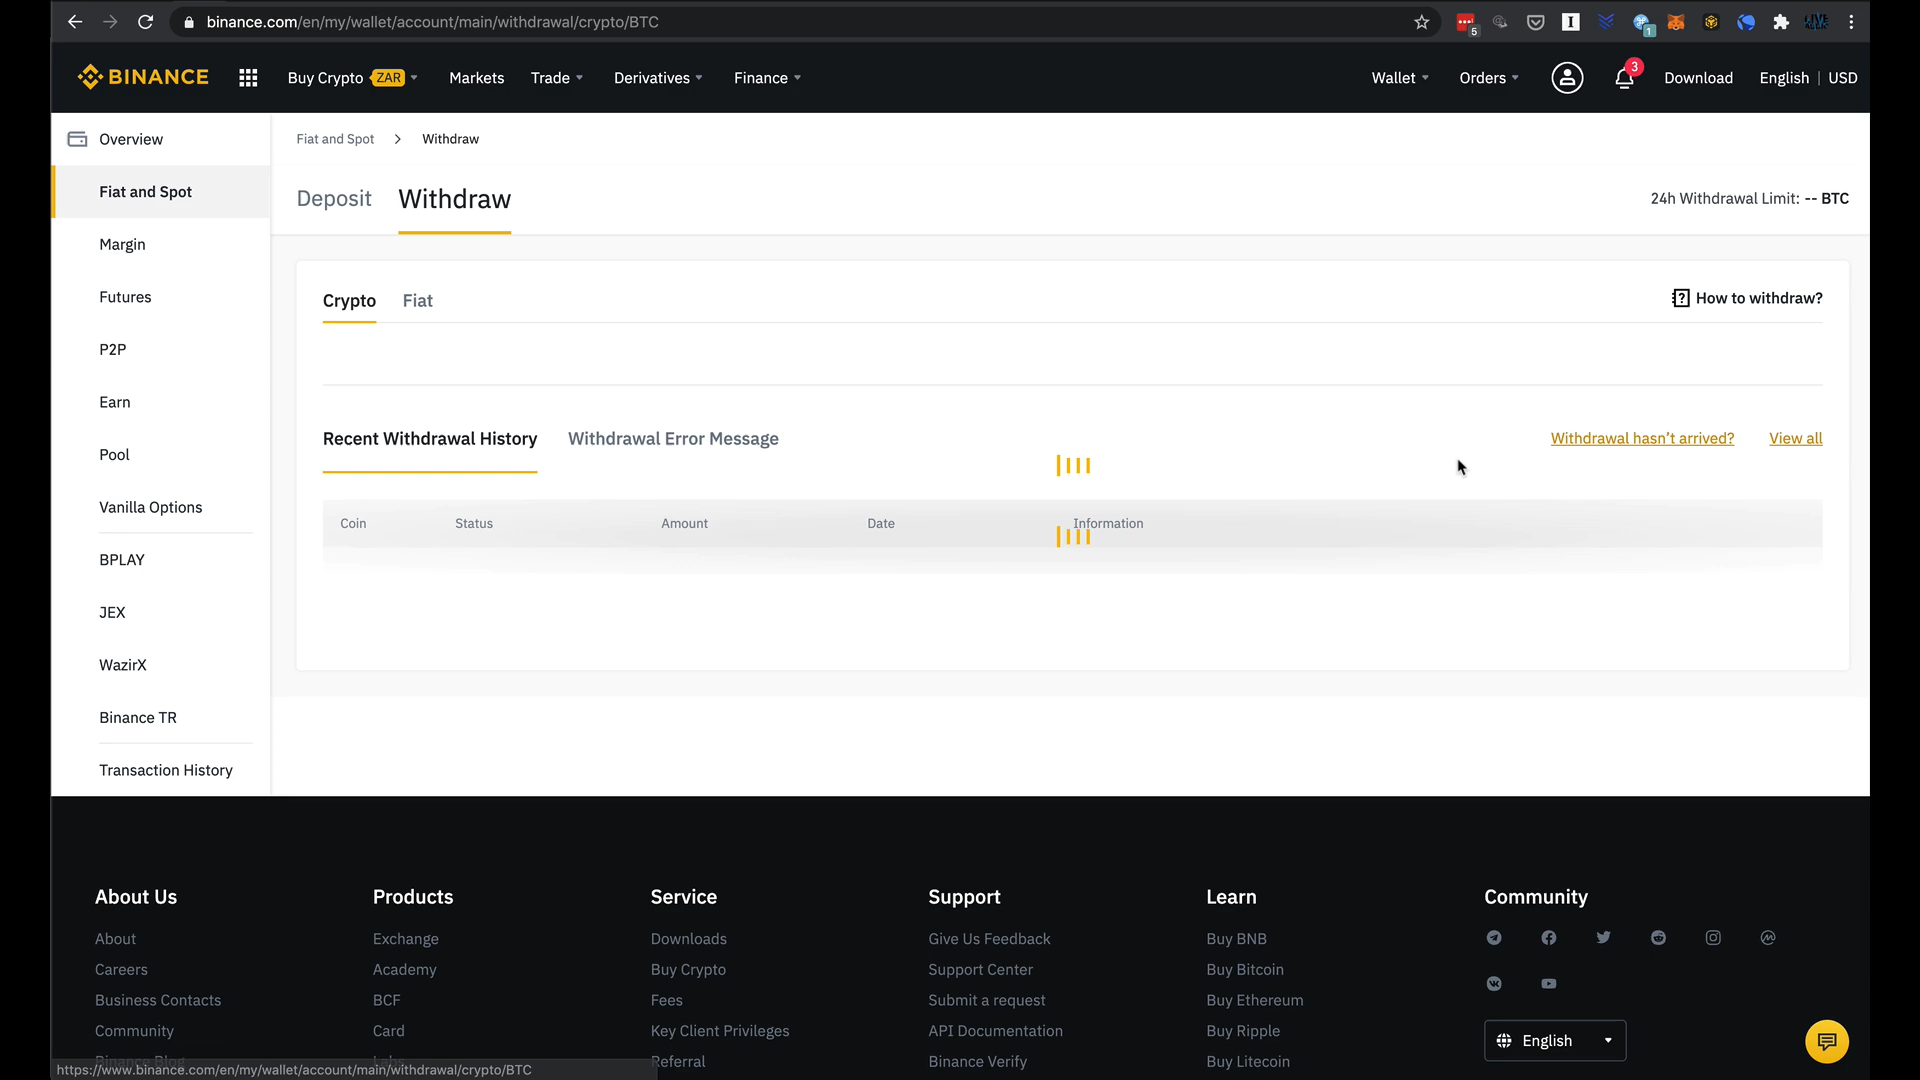 binance.com/en/my/wallet/account/main/withdrawal/crypto/BTC
5
1
BINANCE
Buy Crypto ZAR
Markets
Trade
Derivatives
Finance
Wallet
Orders
3
Download
English | USD
Overview
Fiat and Spot
Margin
Futures
P2P
Earn
Pool
Vanilla Options
BPLAY
JEX
WazirX
Binance TR
Transaction History
Fiat and Spot > Withdraw
Deposit
Withdraw
24h Withdrawal Limit: -- BTC
Crypto
Fiat
How to withdraw?
Recent Withdrawal History
Withdrawal Error Message
Withdrawal hasn't arrived?
View all
Coin
Status
Amount
Date
Information
About Us
About
Careers
Business Contacts
Community
Binance Blog
Products
Exchange
Academy
BCF
Card
Labs
Service
Downloads
Buy Crypto
Fees
Key Client Privileges
Referral
Support
Give Us Feedback
Support Center
Submit a request
API Documentation
Binance Verify
Learn
Buy BNB
Buy Bitcoin
Buy Ethereum
Buy Ripple
Buy Litecoin
Community
English
https://www.binance.com/en/my/wallet/account/main/withdrawal/crypto/BTC